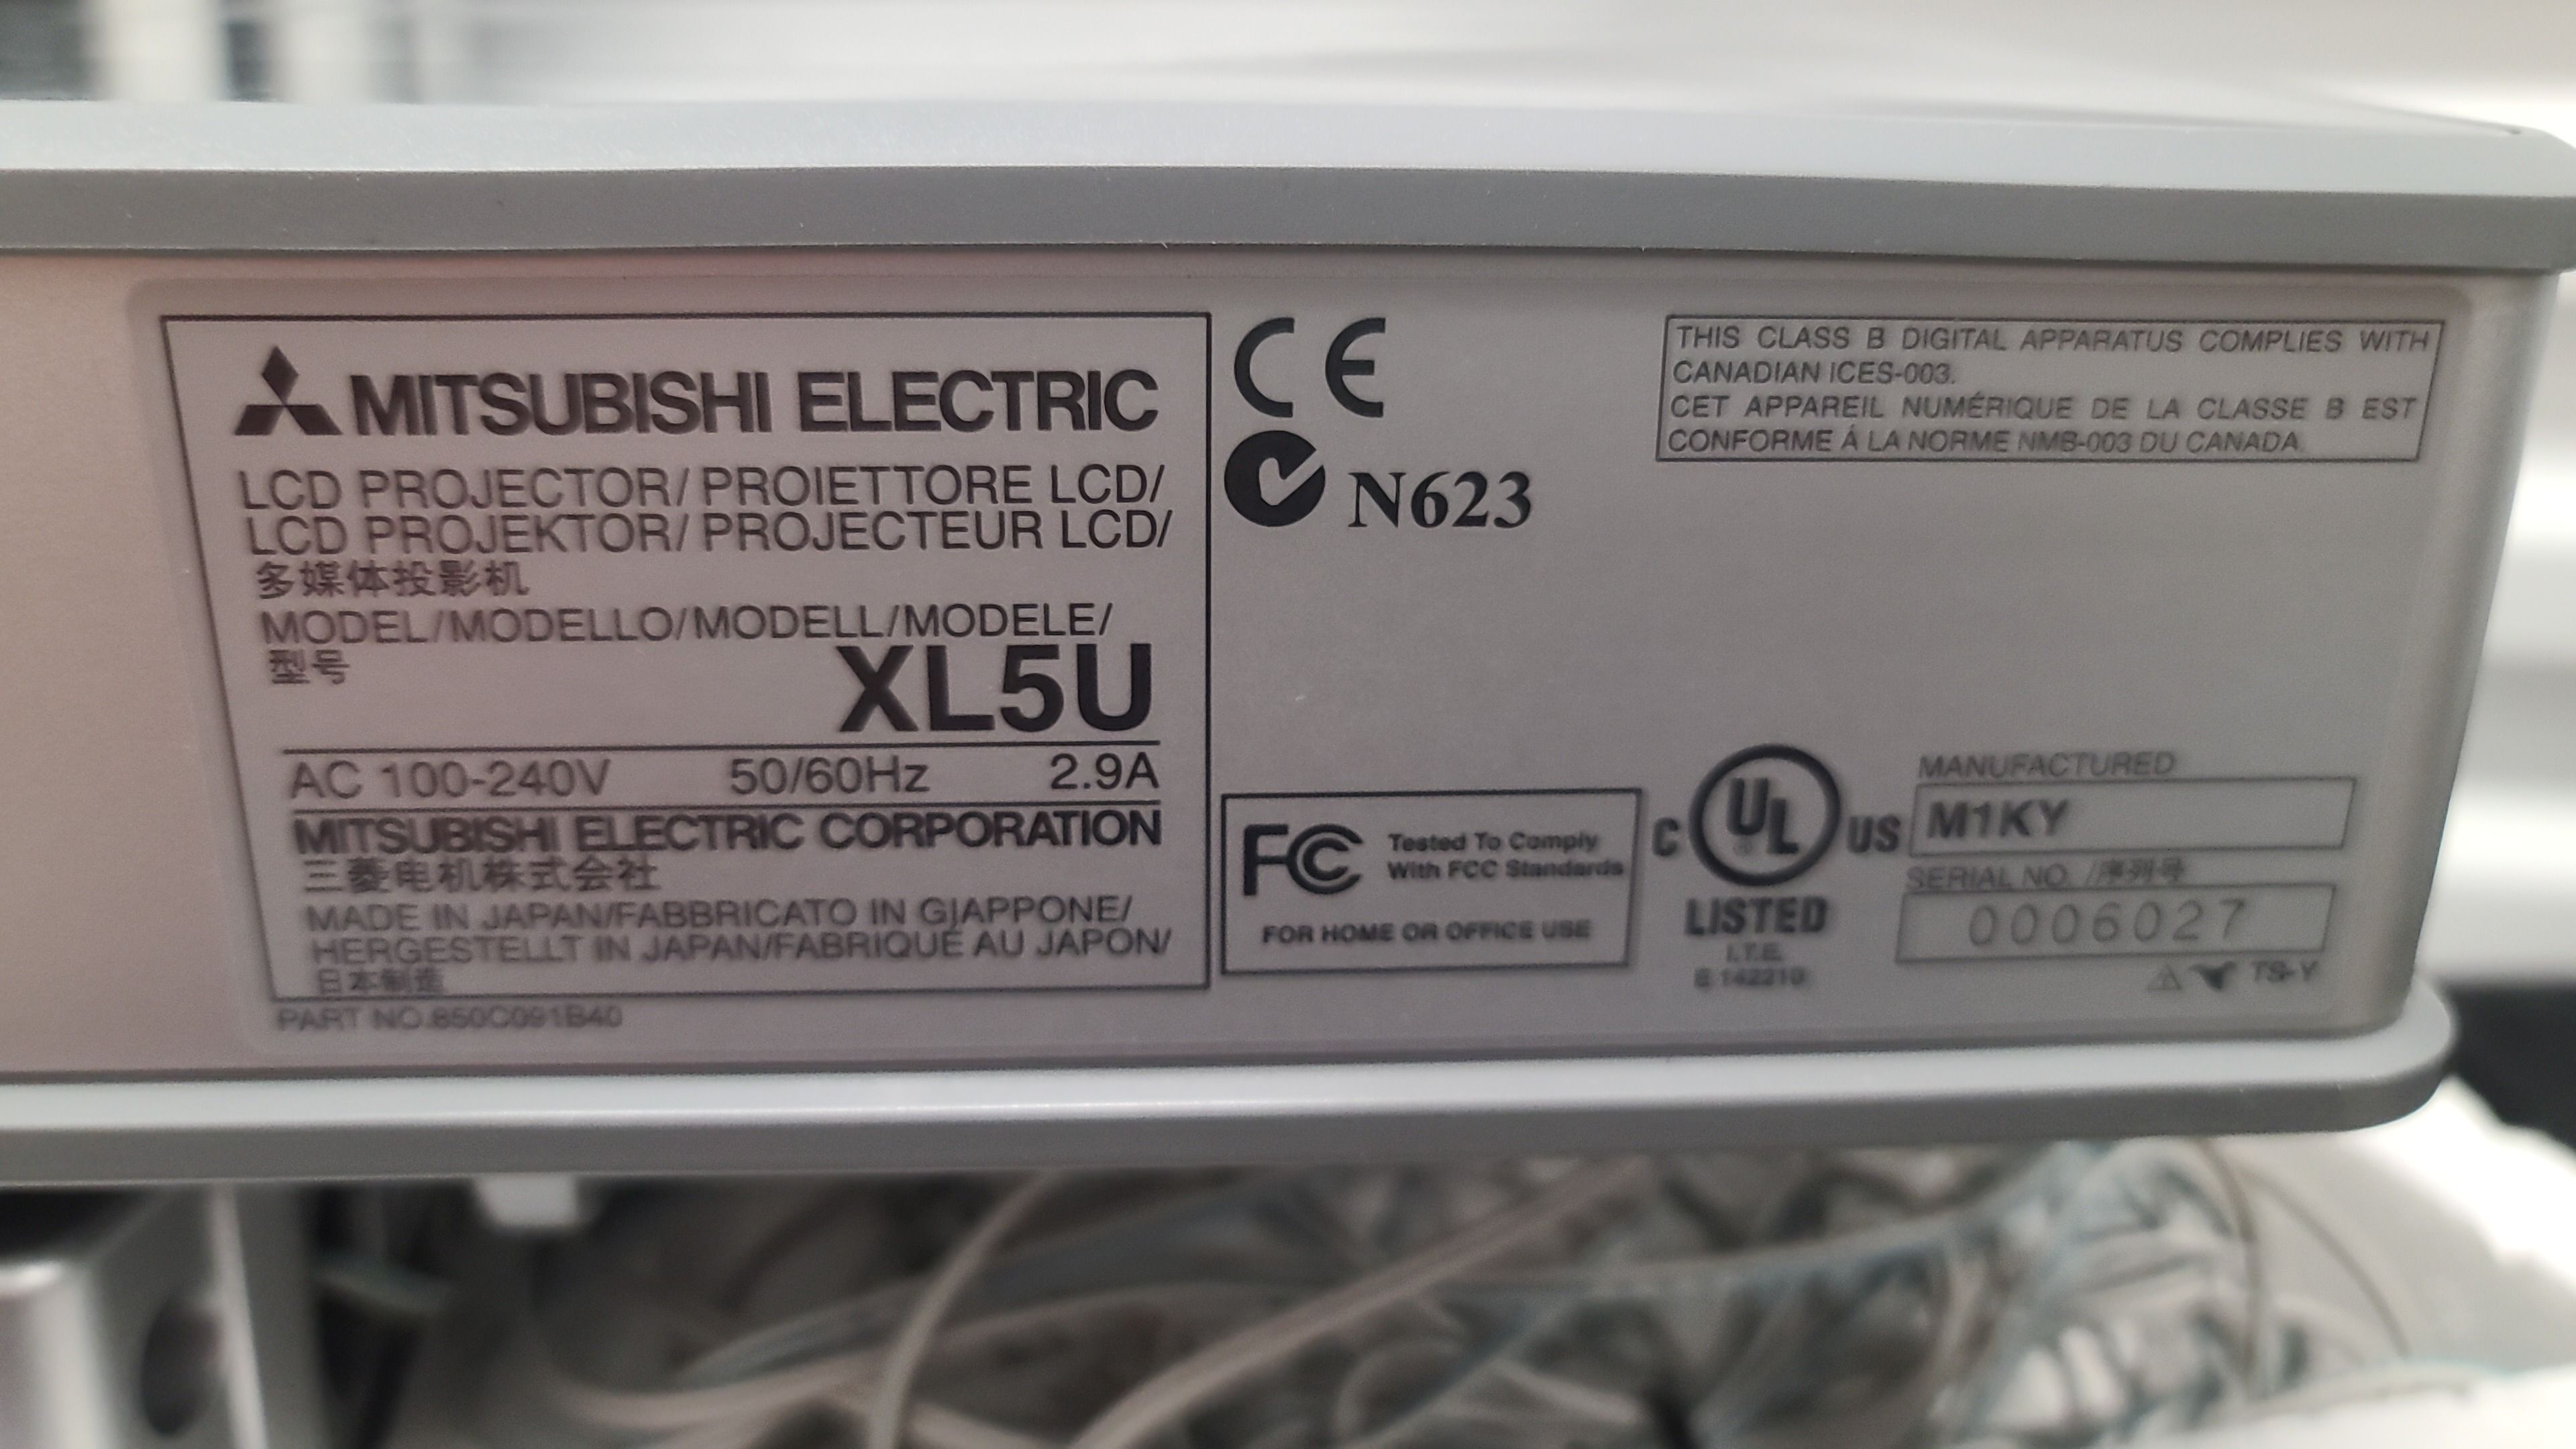 MITSUBISHI ELECTRIC
LCD PROJECTOR/ PROIETTORE LCD/
LCD PROJEKTOR/ PROJECTEUR LCD/
多媒体投影机
MODEL/MODELLO/MODELL/MODELE/
型号
XL5U
AC 100-240V 50/60Hz 2.9A
MITSUBISHI ELECTRIC CORPORATION
三菱电机株式会社
MADE IN JAPAN/FABBRICATO IN GIAPPONE/
HERGESTELLT IN JAPAN/FABRIQUE AU JAPON/
日本制造
PART NO.850C091B40
CE
N623
THIS CLASS B DIGITAL APPARATUS COMPLIES WITH
CANADIAN ICES-003.
CET APPAREIL NUMÉRIQUE DE LA CLASSE B EST
CONFORME Á LA NORME NMB-003 DU CANADA.
FC Tested To Comply
With FCC Standards
FOR HOME OR OFFICE USE
C UL US
LISTED
I.T.E.
E 142210
MANUFACTURED
M1KY
SERIAL NO. /序列号
0006027
TS-Y